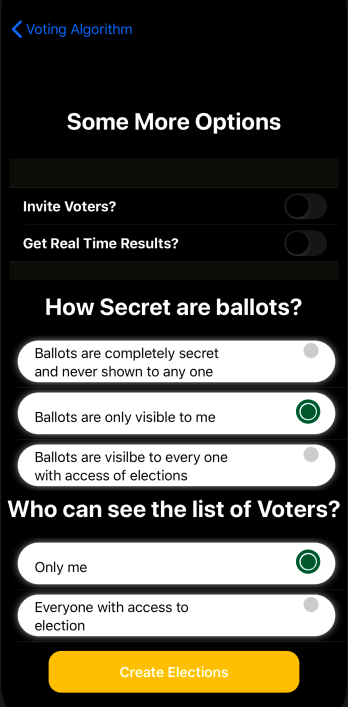 Voting Algorithm
Some More Options
Invite Voters?
Get Real Time Results?
How Secret are ballots?
Ballots are completely secret
and never shown to any one
Ballots are only visible to me
Ballots are visilbe to every one
with access of elections
Who can see the list of Voters?
Only me
Everyone with access to
election
Create Elections